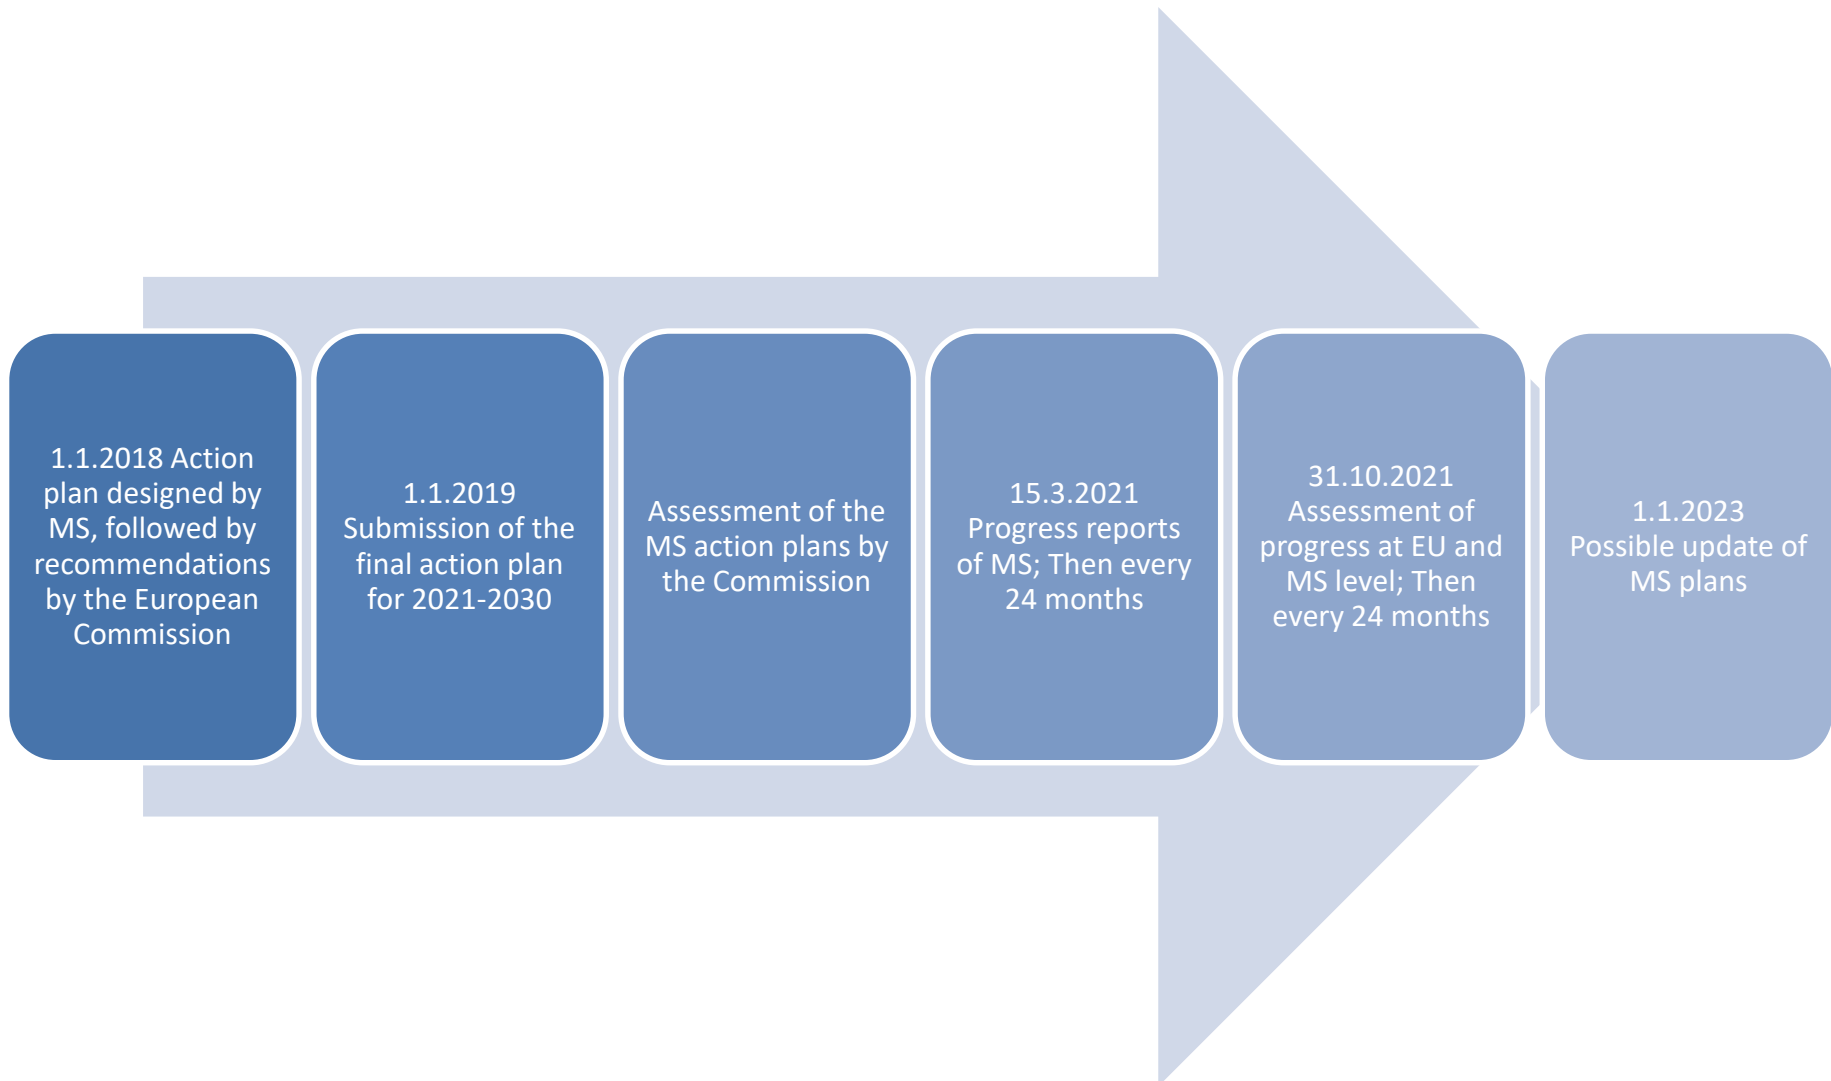 1.1.2018 Action
plan designed by
MS, followed by
recommendations
by the European
Commission
1.1.2019
Submission of the
final action plan
for 2021-2030
Assessment of the
MS action plans by
the Commission
15.3.2021
Progress reports
of MS; Then every
24 months
31.10.2021
Assessment of
progress at EU and
MS level; Then
every 24 months
1.1.2023
Possible update of
MS plans